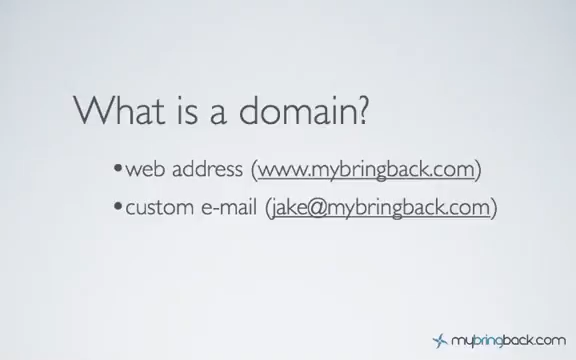 What is a domain?
•web address (www.mybringback.com)
•custom e-mail (jake@mybringback.com)
mybringback.com